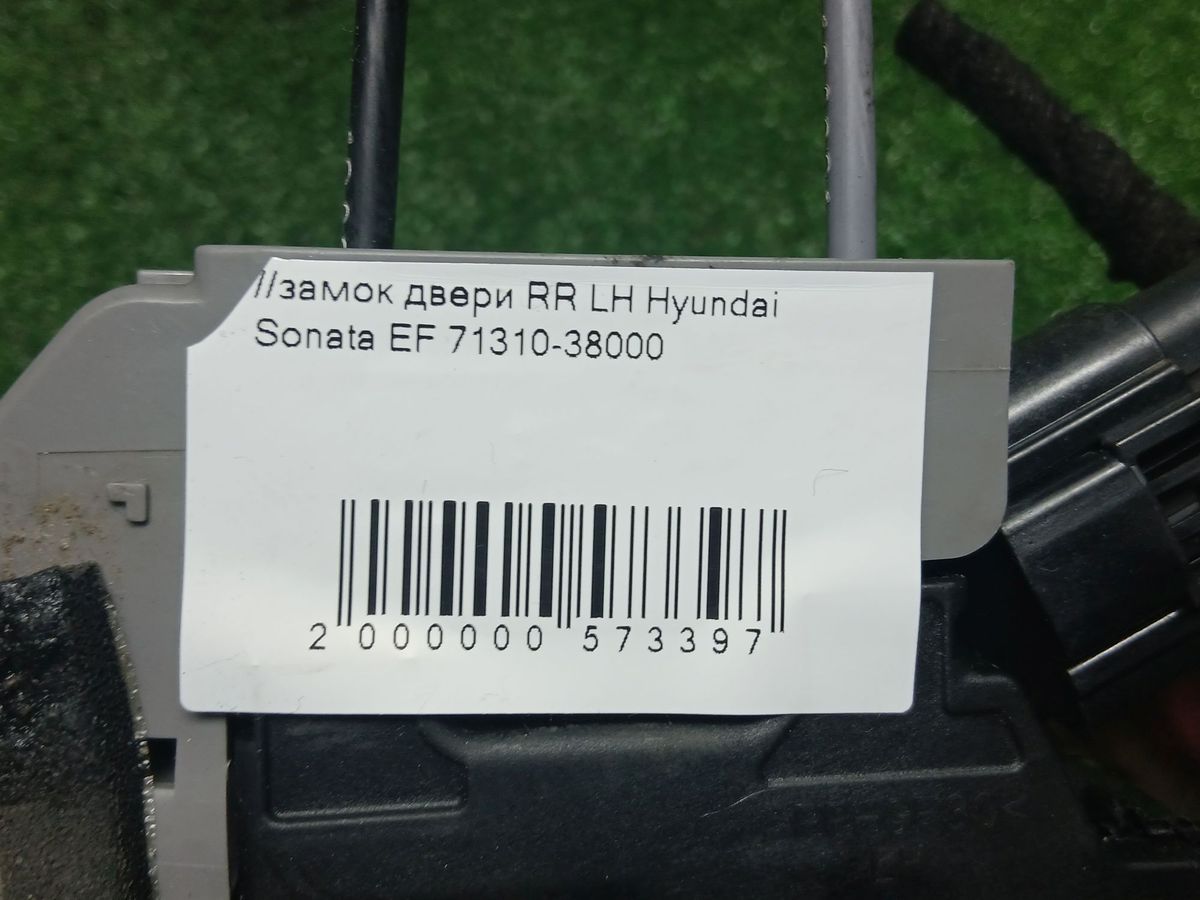 //замок двери RR LH Hyundai
Sonata EF 71310-38000
2 000000 573397